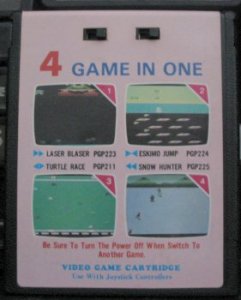 4 GAME IN ONE
1
2
LASER BLASER PGP223
ESKIMO JUMP PGP224
TURTLE RACE PGP211
SNOW HUNTER PGP225
3
4
Be Sure To Turn The Power Off When Switch To
Another Game.
VIDEO GAME CARTRIDGE
Use With Joystick Controllers